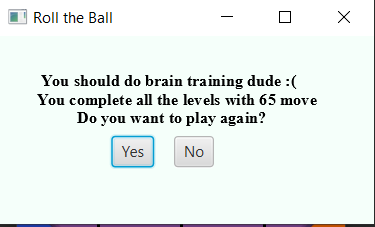 Roll the Ball
You should do brain training dude :(
You complete all the levels with 65 move
Do you want to play again?
Yes No